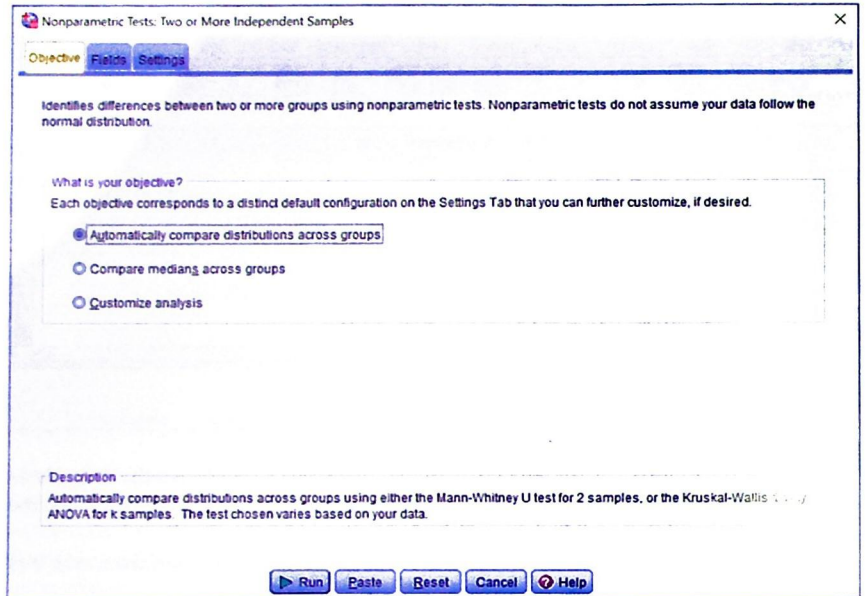 Nonparametric Tests: Two or More Independent Samples
Objective Fields Settings
Identifies differences between two or more groups using nonparametric tests. Nonparametric tests do not assume your data follow the
normal distribution.
What is your objective?
Each objective corresponds to a distinct default configuration on the Settings Tab that you can further customize, if desired.
Automatically compare distributions across groups
Compare medians across groups
Customize analysis
Description
Automatically compare distributions across groups using either the Mann-Whitney U test for 2 samples, or the Kruskal-Wallis
ANOVA for k samples. The test chosen varies based on your data.
Run Paste Reset Cancel Help